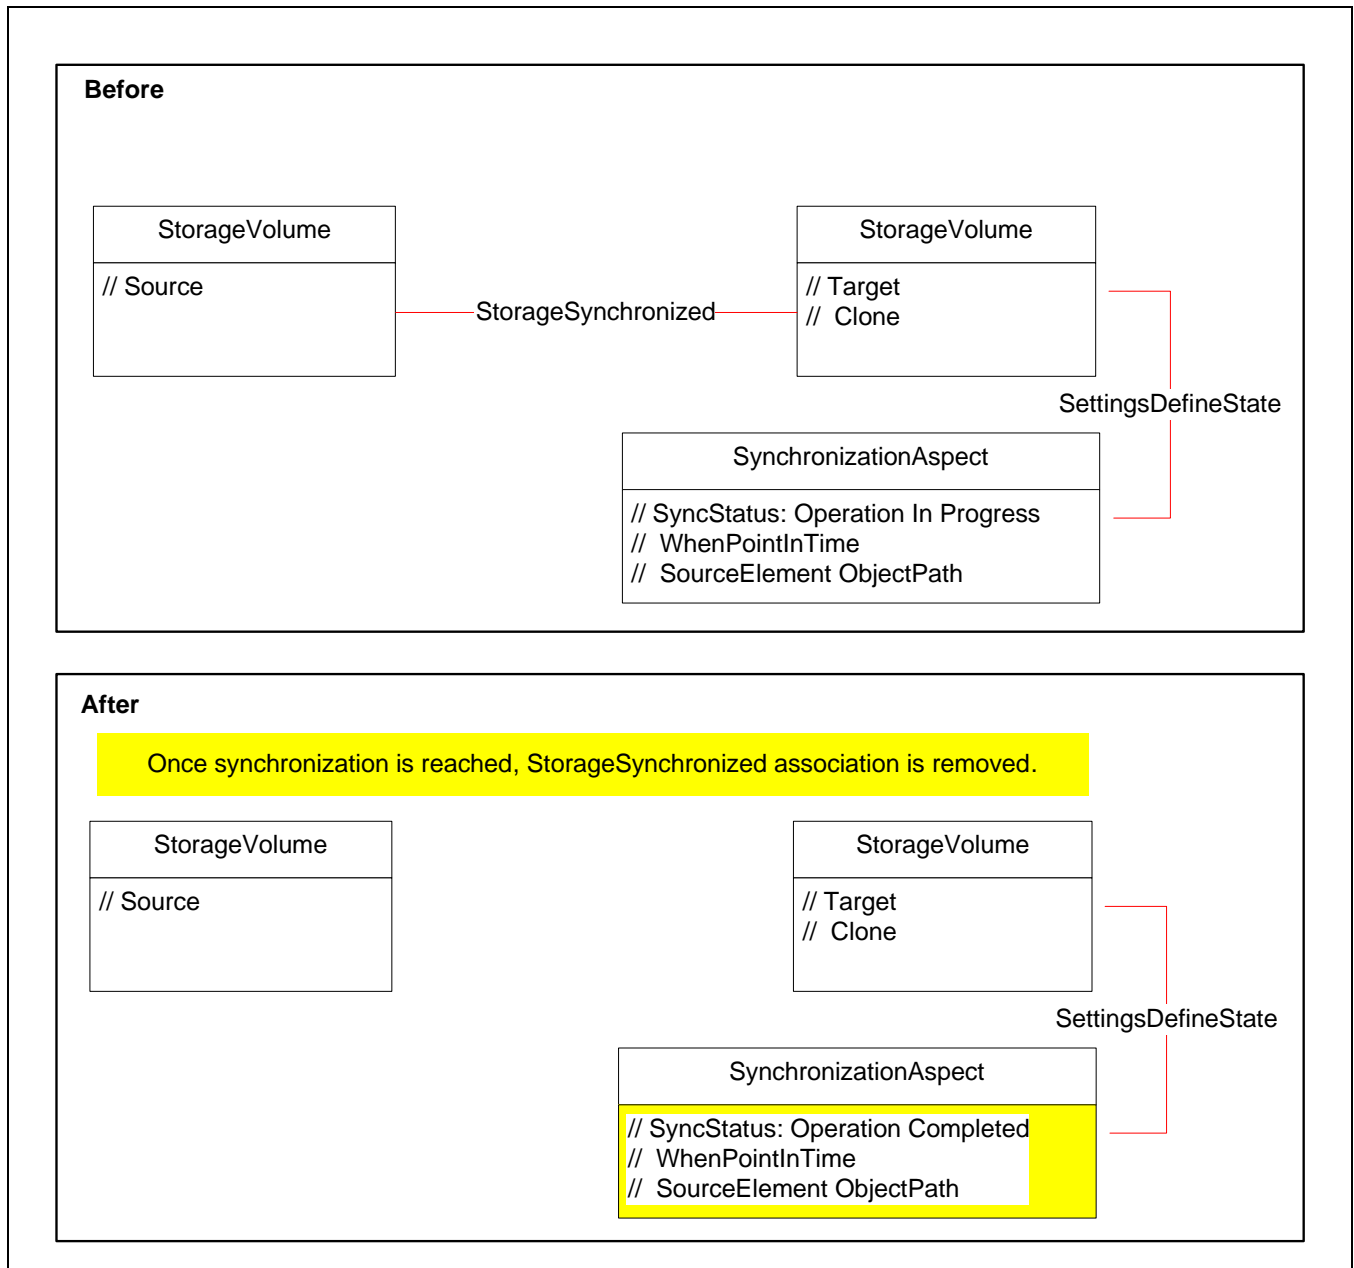 Before
StorageVolume
// Source
StorageSynchronized
StorageVolume
// Target
//  Clone
SettingsDefineState
SynchronizationAspect
// SyncStatus: Operation In Progress
//  WhenPointInTime
//  SourceElement ObjectPath
After
Once synchronization is reached, StorageSynchronized association is removed.
StorageVolume
// Source
StorageVolume
// Target
//  Clone
SettingsDefineState
SynchronizationAspect
// SyncStatus: Operation Completed
//  WhenPointInTime
//  SourceElement ObjectPath